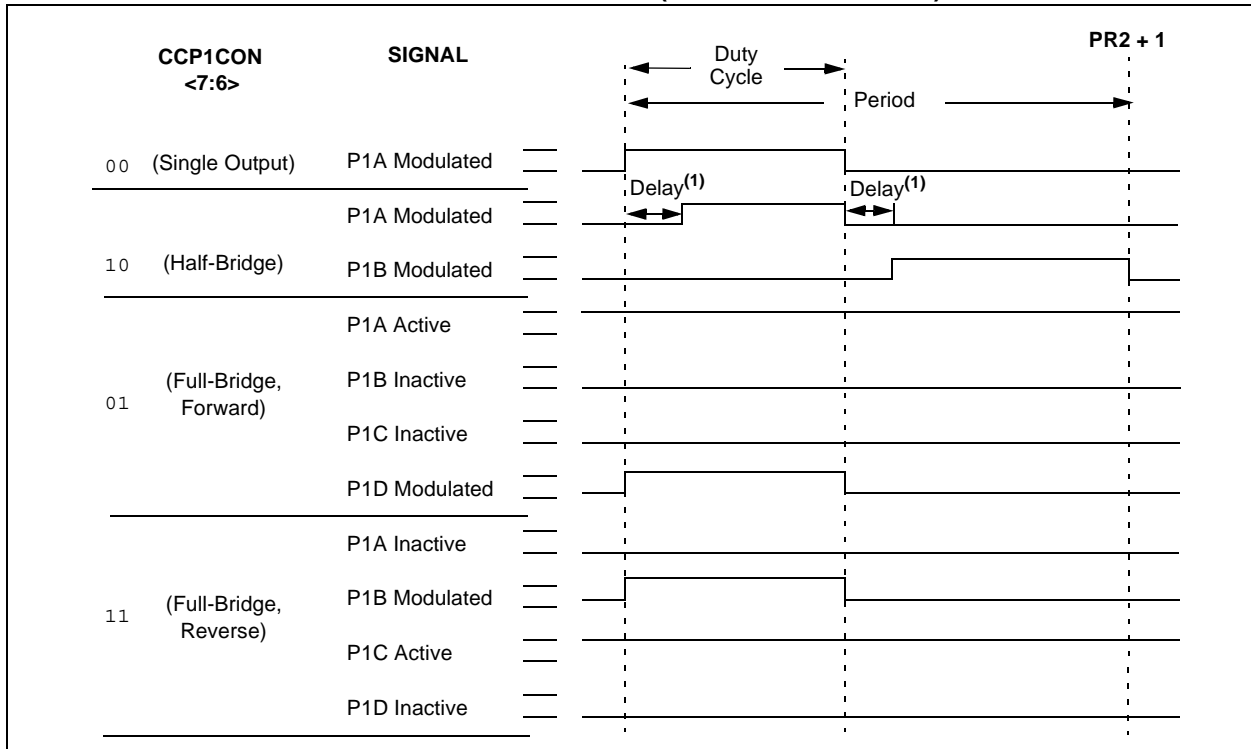 CCP1CON
<7:6>
SIGNAL
Duty
Cycle
PR2 + 1
Period
00 (Single Output) P1A Modulated
Delay(1) Delay(1)
P1A Modulated
10 (Half-Bridge) P1B Modulated
P1A Active
(Full-Bridge,
Forward)
P1B Inactive
01
P1C Inactive
P1D Modulated
P1A Inactive
(Full-Bridge,
Reverse)
P1B Modulated
11
P1C Active
P1D Inactive